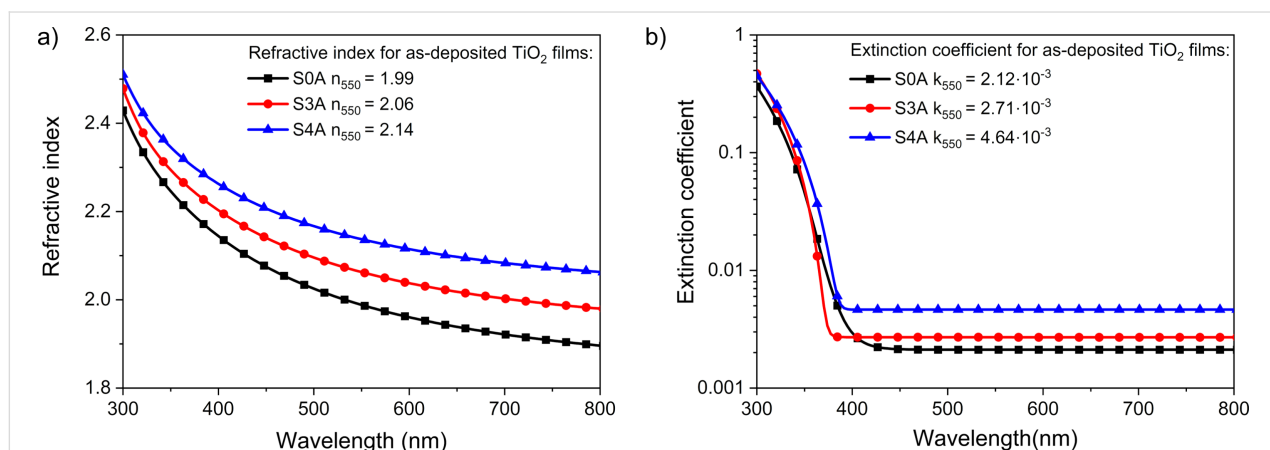 a)
Refractive index for as-deposited TiO₂ films:
S0A n₅₅₀ = 1.99
S3A n₅₅₀ = 2.06
S4A n₅₅₀ = 2.14
2.6
2.4
2.2
2.0
1.8
Refractive index
300 400 500 600 700 800
Wavelength (nm)
b)
Extinction coefficient for as-deposited TiO₂ films:
S0A k₅₅₀ = 2.12·10⁻³
S3A k₅₅₀ = 2.71·10⁻³
S4A k₅₅₀ = 4.64·10⁻³
1
0.1
0.01
0.001
Extinction coefficient
300 400 500 600 700 800
Wavelength(nm)